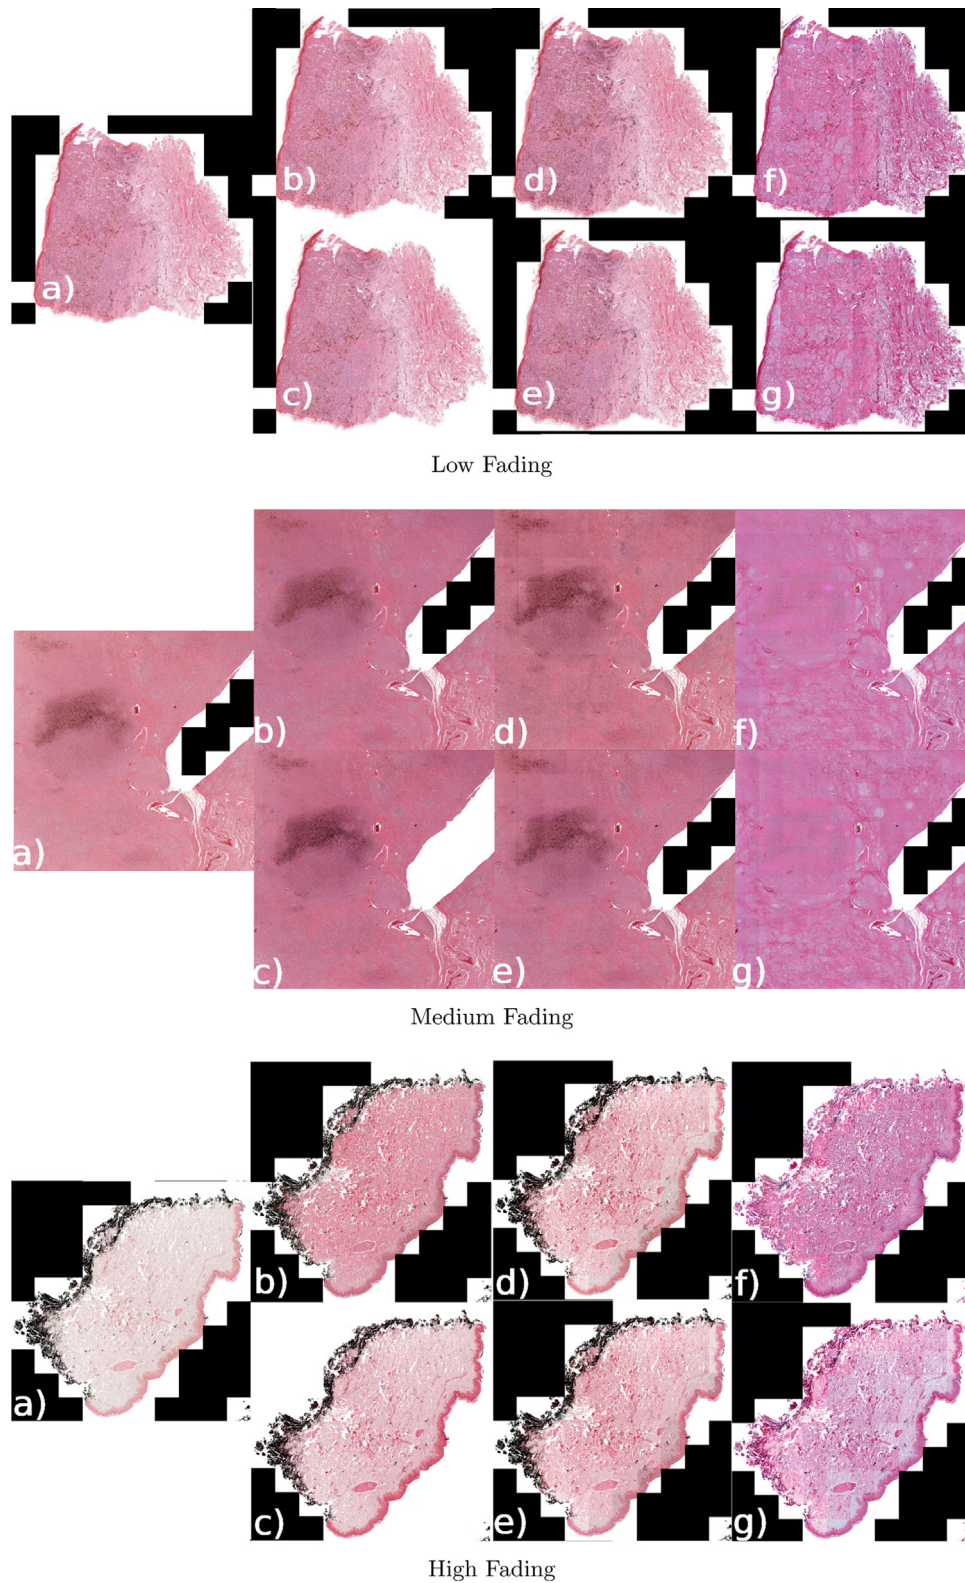 b) d) f)
a)
c) e) g)
Low Fading
b) d) f)
a)
c) e) g)
Medium Fading
b) d) f)
a)
c) e) g)
High Fading